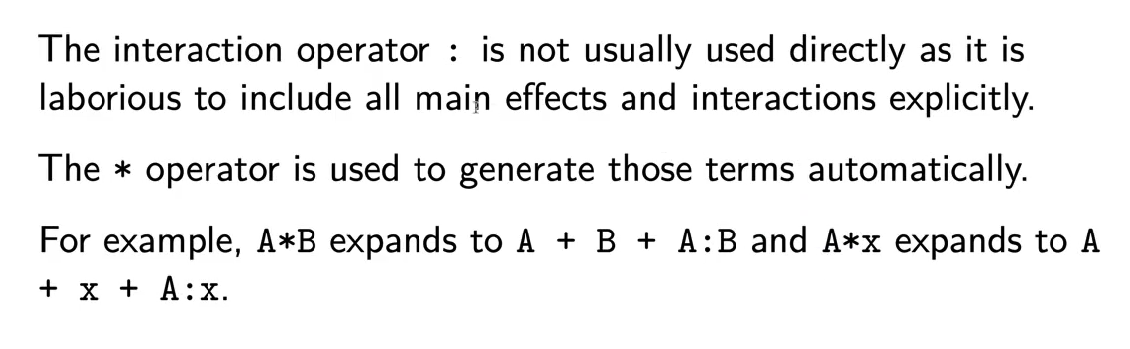 The interaction operator : is not usually used directly as it is
laborious to include all main effects and interactions explicitly.
The * operator is used to generate those terms automatically.
For example, A*B expands to A + B + A:B and A*x expands to A
+ x + A:x.